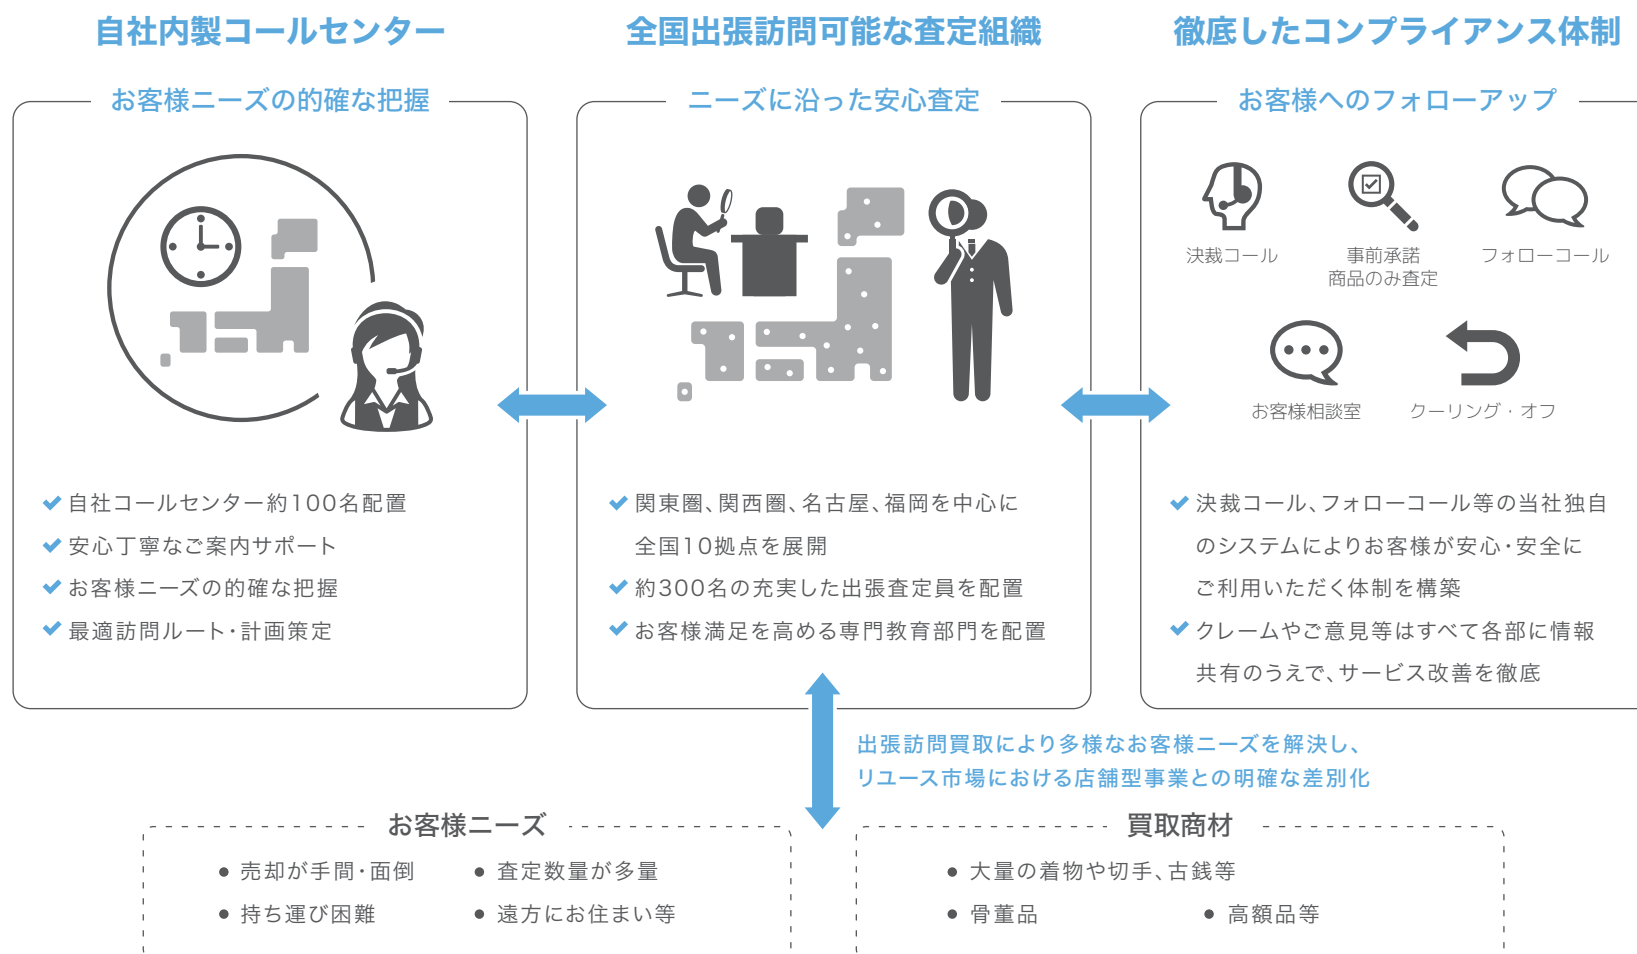 自社内製コールセンター
お客様ニーズの的確な把握
自社コールセンター約100名配置
安心丁寧なご案内サポート
お客様ニーズの的確な把握
最適訪問ルート・計画策定
全国出張訪問可能な査定組織
ニーズに沿った安心査定
関東圏、関西圏、名古屋、福岡を中心に
全国10拠点を展開
約300名の充実した出張査定員を配置
お客様満足を高める専門教育部門を配置
徹底したコンプライアンス体制
お客様へのフォローアップ
決裁コール
事前承諾
商品のみ査定
フォローコール
お客様相談室
クーリング・オフ
決裁コール、フォローコール等の当社独自
のシステムによりお客様が安心・安全に
ご利用いただく体制を構築
クレームやご意見等はすべて各部に情報
共有のうえで、サービス改善を徹底
出張訪問買取により多様なお客様ニーズを解決し、
リユース市場における店舗型事業との明確な差別化
お客様ニーズ
売却が手間・面倒
査定数量が多量
持ち運び困難
遠方にお住まい等
買取商材
大量の着物や切手、古銭等
骨董品
高額品等